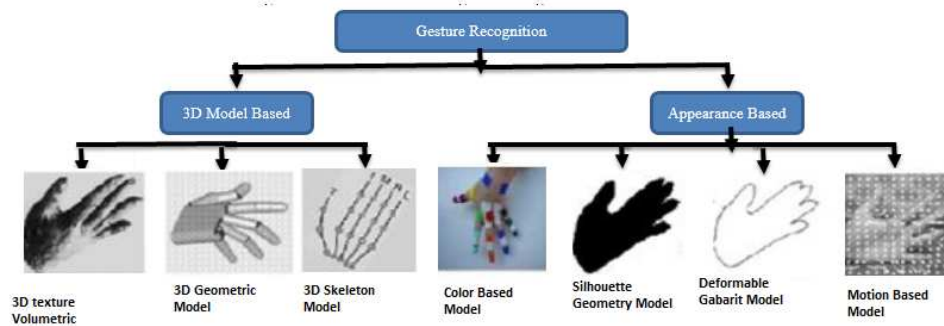 Gesture Recognition
3D Model Based
Appearance Based
3D texture
Volumetric
3D Geometric
Model
3D Skeleton
Model
Color Based
Model
Silhouette
Geometry Model
Deformable
Gabarit Model
Motion Based
Model